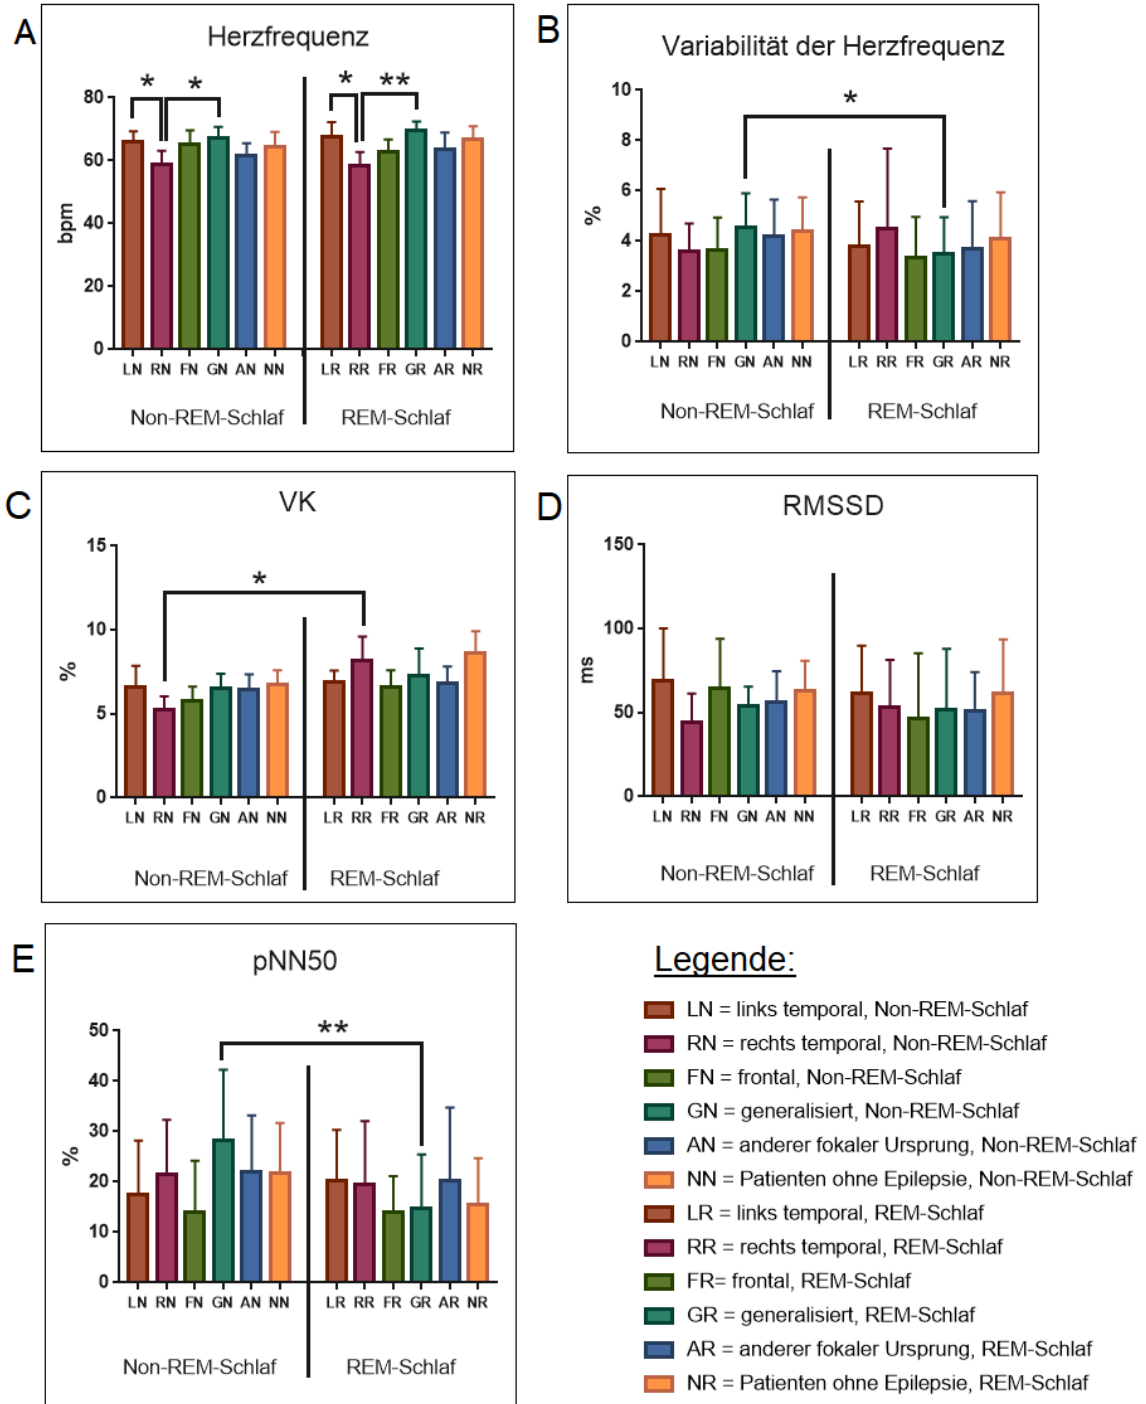 A
Herzfrequenz
* * * **
80
60
40
20
0
bpm
LN RN FN GN AN NN LR RR FR GR AR NR
Non-REM-Schlaf REM-Schlaf
B
Variabilität der Herzfrequenz
*
10
8
6
4
2
0
%
LN RN FN GN AN NN LR RR FR GR AR NR
Non-REM-Schlaf REM-Schlaf
C
VK
*
15
10
5
0
%
LN RN FN GN AN NN LR RR FR GR AR NR
Non-REM-Schlaf REM-Schlaf
D
RMSSD
150
100
50
0
ms
LN RN FN GN AN NN LR RR FR GR AR NR
Non-REM-Schlaf REM-Schlaf
E
pNN50
**
50
40
30
20
10
0
%
LN RN FN GN AN NN LR RR FR GR AR NR
Non-REM-Schlaf REM-Schlaf
Legende:
LN = links temporal, Non-REM-Schlaf
RN = rechts temporal, Non-REM-Schlaf
FN = frontal, Non-REM-Schlaf
GN = generalisiert, Non-REM-Schlaf
AN = anderer fokaler Ursprung, Non-REM-Schlaf
NN = Patienten ohne Epilepsie, Non-REM-Schlaf
LR = links temporal, REM-Schlaf
RR = rechts temporal, REM-Schlaf
FR= frontal, REM-Schlaf
GR = generalisiert, REM-Schlaf
AR = anderer fokaler Ursprung, REM-Schlaf
NR = Patienten ohne Epilepsie, REM-Schlaf